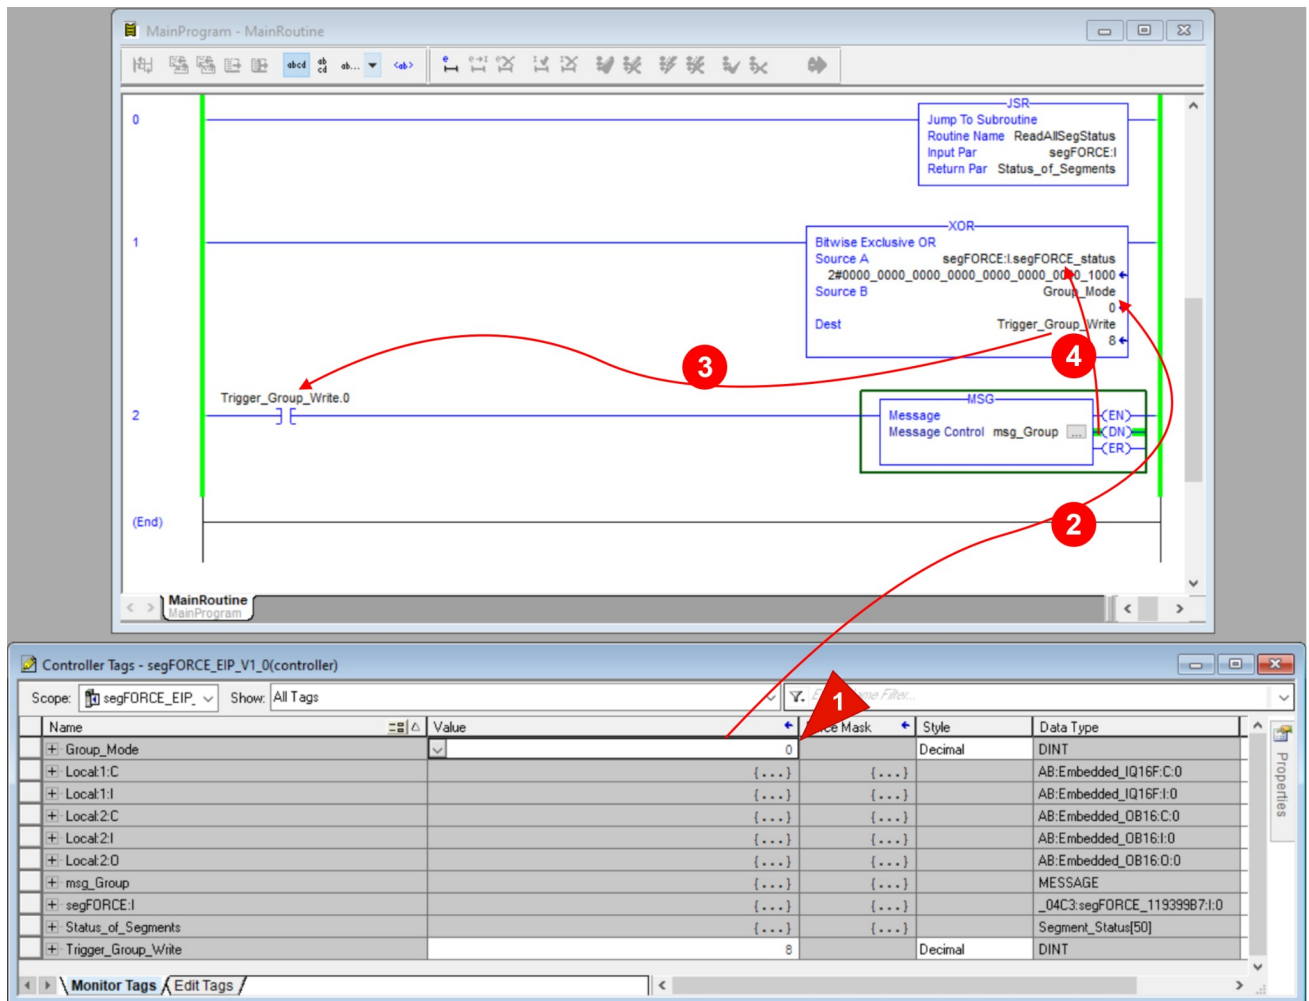 MainProgram - MainRoutine
abcd ab cd ab... <ab>
0
JSR
Jump To Subroutine
Routine Name ReadAllSegStatus
Input Par segFORCE:I
Return Par Status_of_Segments
1
XOR
Bitwise Exclusive OR
Source A segFORCE:I.segFORCE_status
2#0000_0000_0000_0000_0000_0000_0000_1000
Source B Group_Mode
0
Dest Trigger_Group_Write
8
3
4
Trigger_Group_Write.0
2
MSG
Message
Message Control msg_Group ...
EN
DN
ER
2
(End)
MainRoutine
MainProgram
Controller Tags - segFORCE_EIP_V1_0(controller)
Scope: segFORCE_EIP_ Show: All Tags
1
Name Value Mask Style Data Type
Group_Mode 0 Decimal DINT
Local:1:C {...} {...} AB:Embedded_IQ16F:C:0
Local:1:I {...} {...} AB:Embedded_IQ16F:I:0
Local:2:C {...} {...} AB:Embedded_OB16:C:0
Local:2:I {...} {...} AB:Embedded_OB16:I:0
Local:2:O {...} {...} AB:Embedded_OB16:O:0
msg_Group {...} {...} MESSAGE
segFORCE:I {...} {...} _04C3:segFORCE_119399B7:I:0
Status_of_Segments {...} {...} Segment_Status[50]
Trigger_Group_Write 8 Decimal DINT
Properties
Monitor Tags Edit Tags